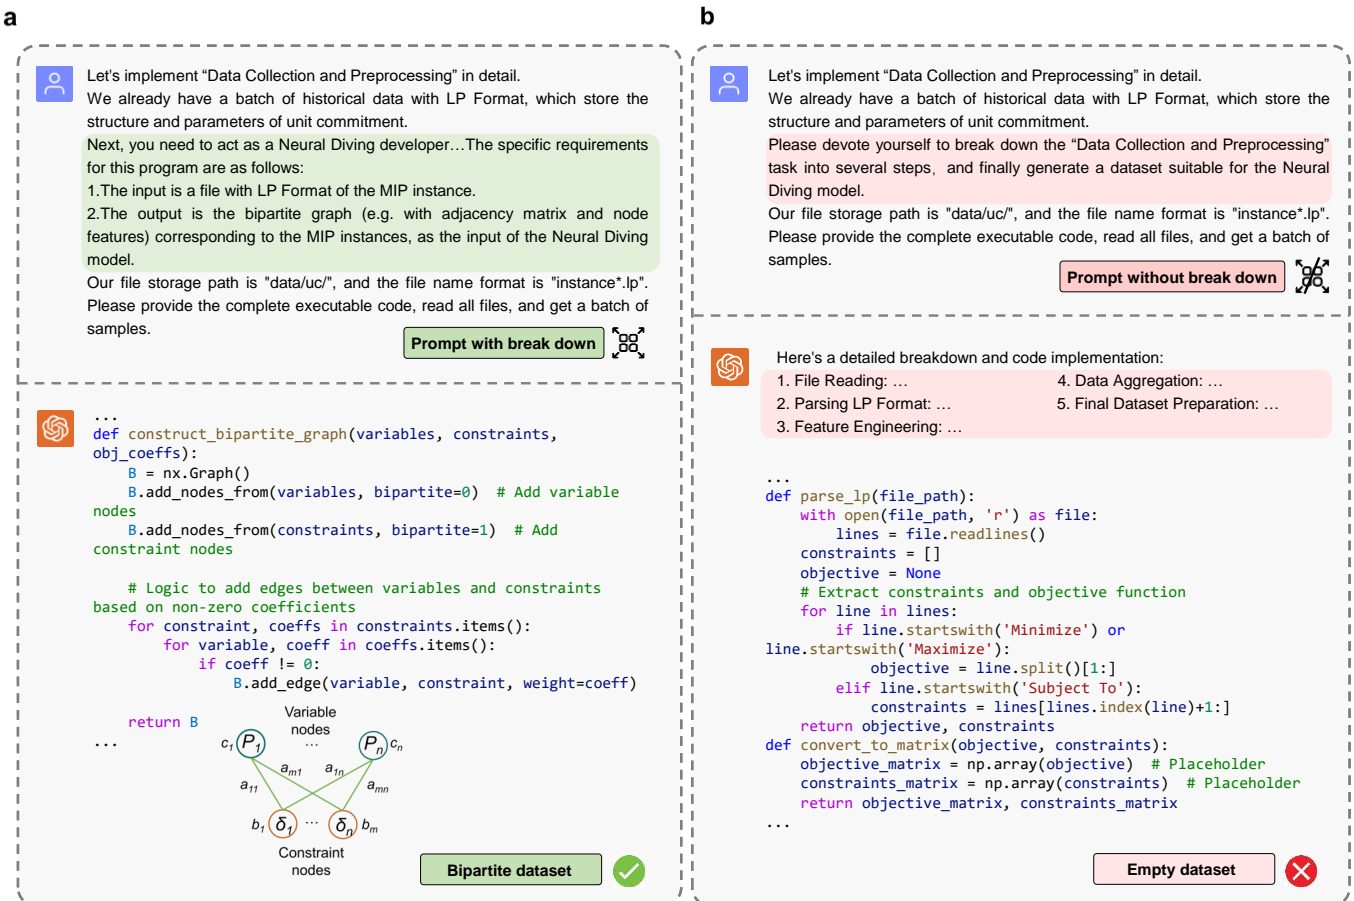 a
Let's implement “Data Collection and Preprocessing” in detail.
We already have a batch of historical data with LP Format, which store the
structure and parameters of unit commitment.
Next, you need to act as a Neural Diving developer…The specific requirements
for this program are as follows:
1.The input is a file with LP Format of the MIP instance.
2.The output is the bipartite graph (e.g. with adjacency matrix and node
features) corresponding to the MIP instances, as the input of the Neural Diving
model.
Our file storage path is "data/uc/", and the file name format is "instance*.lp".
Please provide the complete executable code, read all files, and get a batch of
samples.
Prompt with break down
...
def construct_bipartite_graph(variables, constraints,
obj_coeffs):
    B = nx.Graph()
    B.add_nodes_from(variables, bipartite=0)  # Add variable
nodes
    B.add_nodes_from(constraints, bipartite=1)  # Add
constraint nodes
    # Logic to add edges between variables and constraints
based on non-zero coefficients
    for constraint, coeffs in constraints.items():
        for variable, coeff in coeffs.items():
            if coeff != 0:
                B.add_edge(variable, constraint, weight=coeff)
    return B
...
Variable
nodes
c1 P1 ... Pn cn
am1 a1n
a11 amn
b1 δ1 ... δn bm
Constraint
nodes
Bipartite dataset
b
Let's implement “Data Collection and Preprocessing” in detail.
We already have a batch of historical data with LP Format, which store the
structure and parameters of unit commitment.
Please devote yourself to break down the “Data Collection and Preprocessing”
task into several steps, and finally generate a dataset suitable for the Neural
Diving model.
Our file storage path is "data/uc/", and the file name format is "instance*.lp".
Please provide the complete executable code, read all files, and get a batch of
samples.
Prompt without break down
Here's a detailed breakdown and code implementation:
1. File Reading: …
2. Parsing LP Format: …
3. Feature Engineering: …
4. Data Aggregation: …
5. Final Dataset Preparation: …
...
def parse_lp(file_path):
    with open(file_path, 'r') as file:
        lines = file.readlines()
    constraints = []
    objective = None
    # Extract constraints and objective function
    for line in lines:
        if line.startswith('Minimize') or
line.startswith('Maximize'):
            objective = line.split()[1:]
        elif line.startswith('Subject To'):
            constraints = lines[lines.index(line)+1:]
    return objective, constraints
def convert_to_matrix(objective, constraints):
    objective_matrix = np.array(objective)  # Placeholder
    constraints_matrix = np.array(constraints)  # Placeholder
    return objective_matrix, constraints_matrix
...
Empty dataset